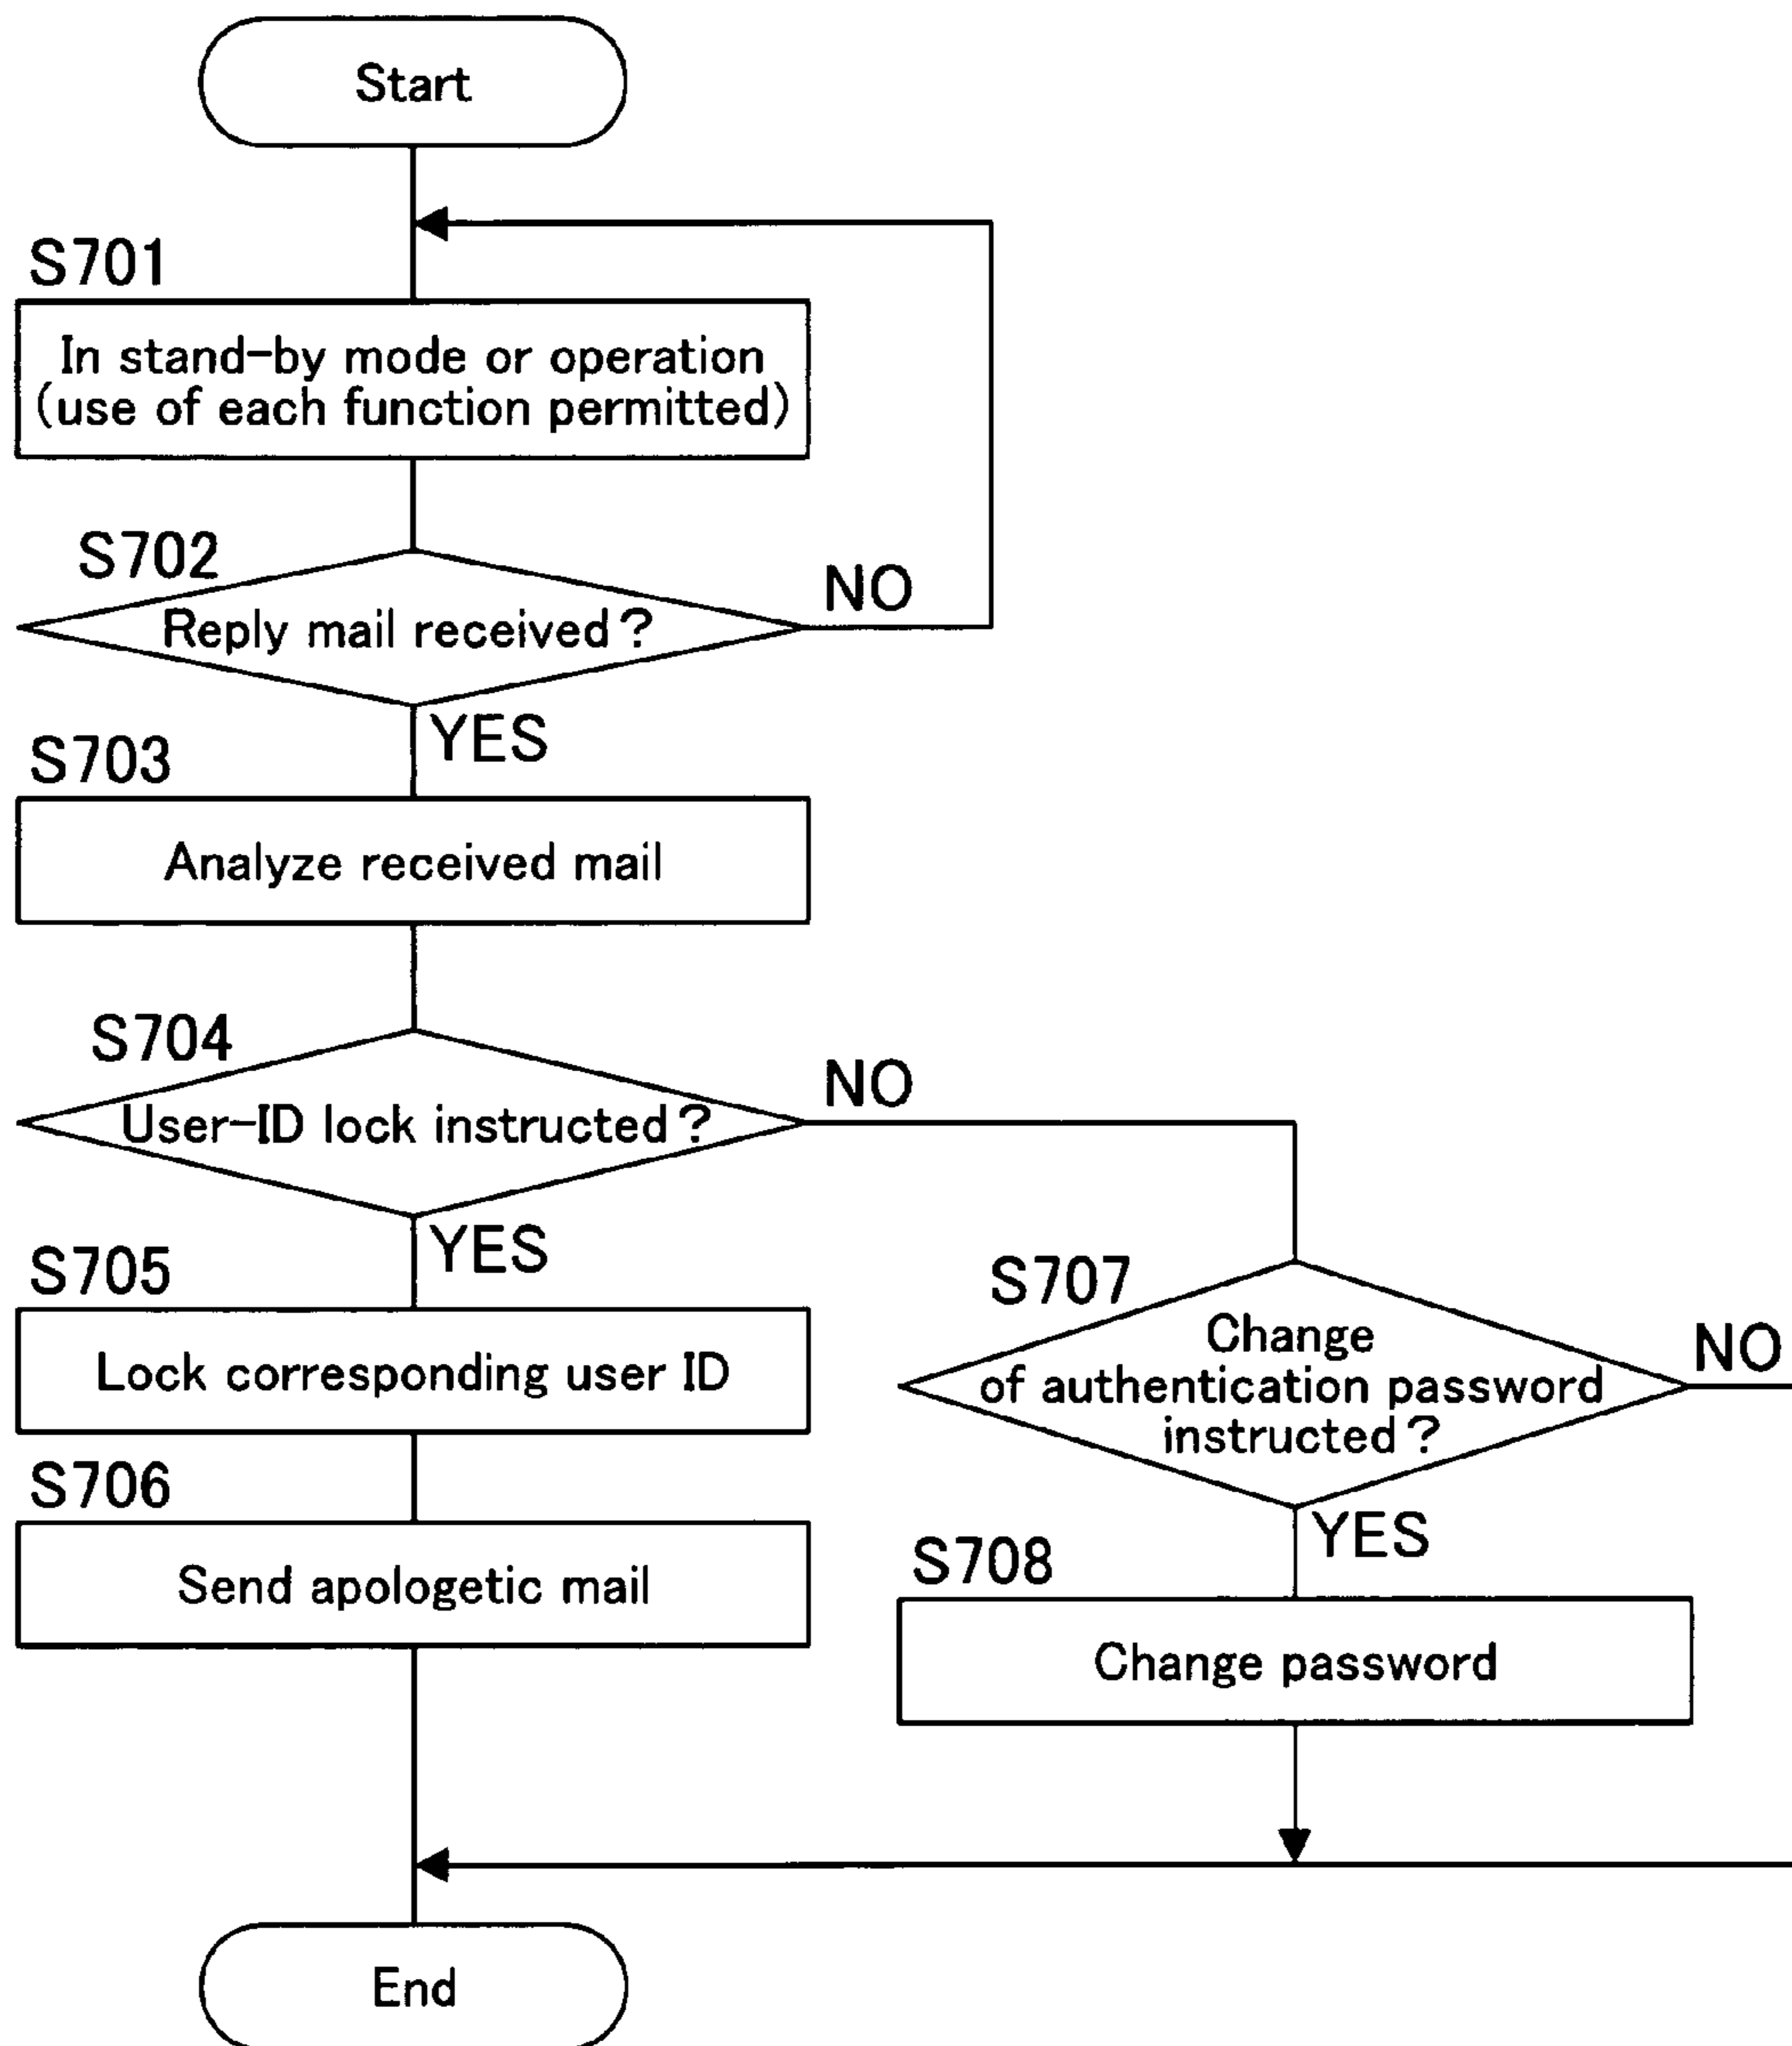 Start
S701
In stand-by mode or operation
(use of each function permitted)
S702
Reply mail received?
NO
YES
S703
Analyze received mail
S704
User-ID lock instructed?
NO
YES
S705
Lock corresponding user ID
S706
Send apologetic mail
S707
Change
of authentication password
instructed?
NO
YES
S708
Change password
End